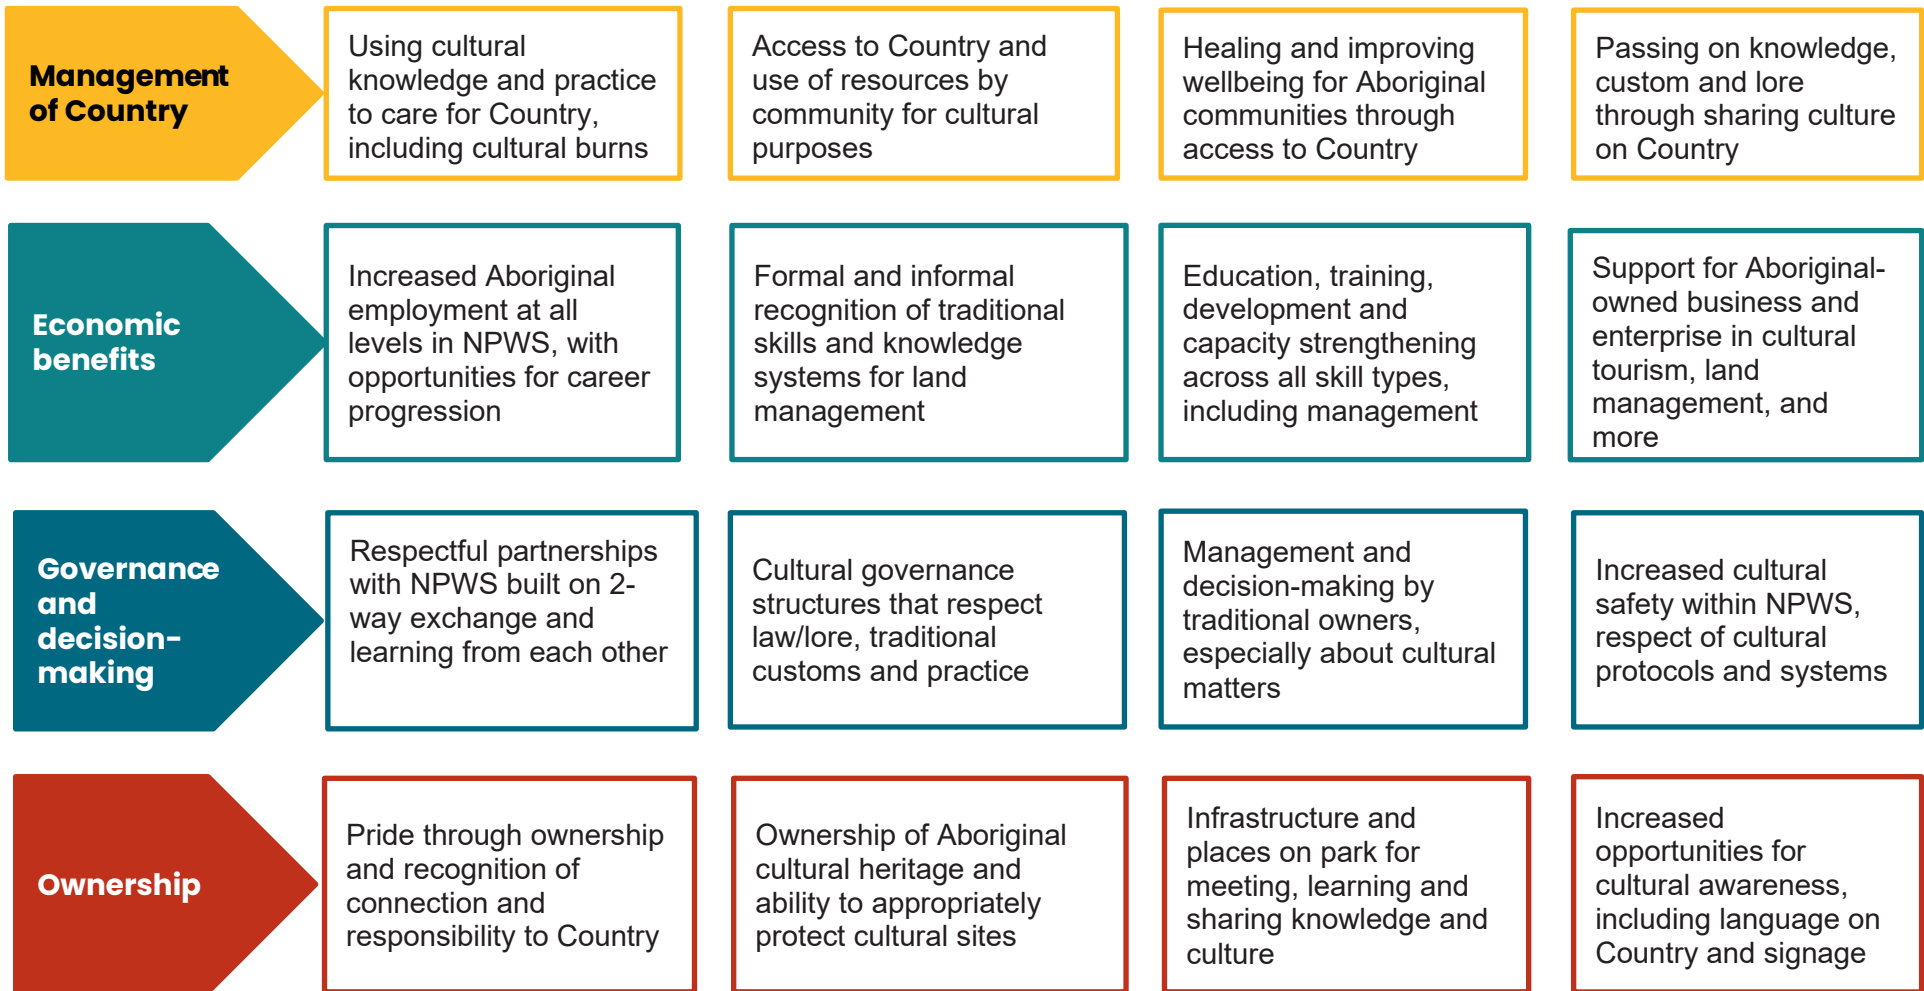 Management
of Country
Using cultural
knowledge and practice
to care for Country,
including cultural burns
Access to Country and
use of resources by
community for cultural
purposes
Healing and improving
wellbeing for Aboriginal
communities through
access to Country
Passing on knowledge,
custom and lore
through sharing culture
on Country
Economic
benefits
Increased Aboriginal
employment at all
levels in NPWS, with
opportunities for career
progression
Formal and informal
recognition of traditional
skills and knowledge
systems for land
management
Education, training,
development and
capacity strengthening
across all skill types,
including management
Support for Aboriginal-
owned business and
enterprise in cultural
tourism, land
management, and
more
Governance
and
decision-
making
Respectful partnerships
with NPWS built on 2-
way exchange and
learning from each other
Cultural governance
structures that respect
law/lore, traditional
customs and practice
Management and
decision-making by
traditional owners,
especially about cultural
matters
Increased cultural
safety within NPWS,
respect of cultural
protocols and systems
Ownership
Pride through ownership
and recognition of
connection and
responsibility to Country
Ownership of Aboriginal
cultural heritage and
ability to appropriately
protect cultural sites
Infrastructure and
places on park for
meeting, learning and
sharing knowledge and
culture
Increased
opportunities for
cultural awareness,
including language on
Country and signage